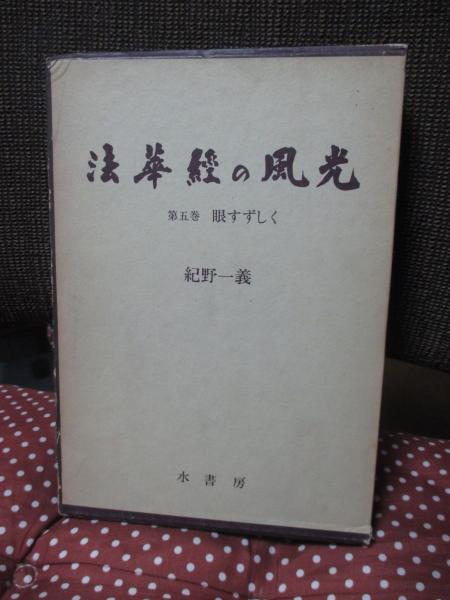 法華經の風光
第五巻 眼すずしく
紀野一義
水書房